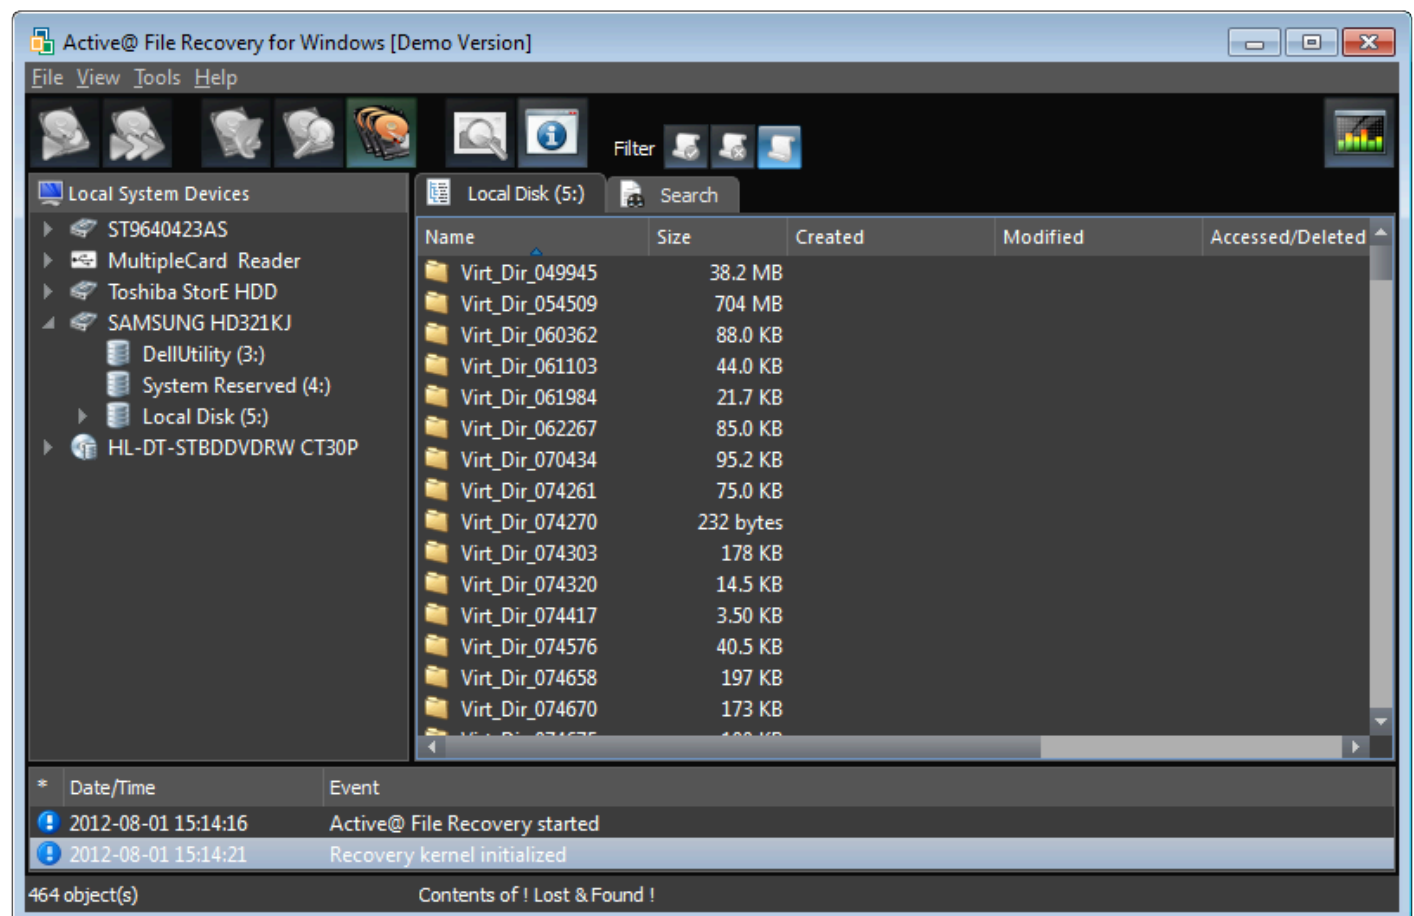 Active@ File Recovery for Windows [Demo Version]
File View Tools Help
Filter
Local System Devices
ST9640423AS
MultipleCard  Reader
Toshiba StorE HDD
SAMSUNG HD321KJ
DellUtility (3:)
System Reserved (4:)
Local Disk (5:)
HL-DT-STBDDVDRW CT30P
Local Disk (5:) Search
Name Size Created Modified Accessed/Deleted
Virt_Dir_049945 38.2 MB
Virt_Dir_054509 704 MB
Virt_Dir_060362 88.0 KB
Virt_Dir_061103 44.0 KB
Virt_Dir_061984 21.7 KB
Virt_Dir_062267 85.0 KB
Virt_Dir_070434 95.2 KB
Virt_Dir_074261 75.0 KB
Virt_Dir_074270 232 bytes
Virt_Dir_074303 178 KB
Virt_Dir_074320 14.5 KB
Virt_Dir_074417 3.50 KB
Virt_Dir_074576 40.5 KB
Virt_Dir_074658 197 KB
Virt_Dir_074670 173 KB
* Date/Time Event
2012-08-01 15:14:16 Active@ File Recovery started
2012-08-01 15:14:21 Recovery kernel initialized
464 object(s) Contents of ! Lost & Found !